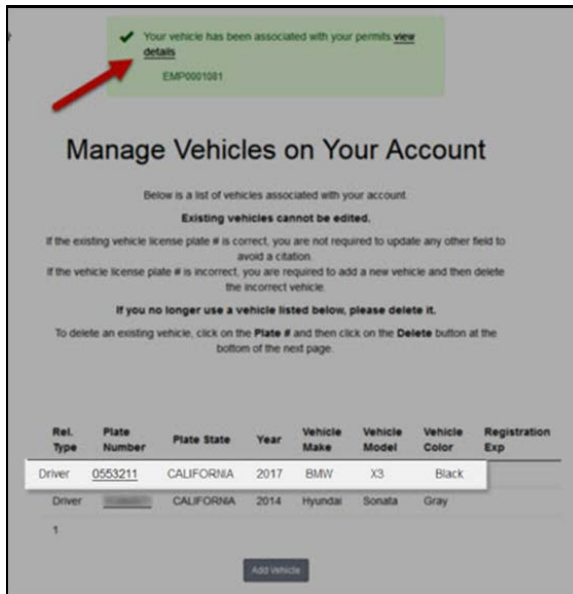 Your vehicle has been associated with your permits view
details
EMP0001081
Manage Vehicles on Your Account
Below is a list of vehicles associated with your account.
Existing vehicles cannot be edited.
If the existing vehicle license plate # is correct, you are not required to update any other field to
avoid a citation.
If the vehicle license plate # is incorrect, you are required to add a new vehicle and then delete
the incorrect vehicle.
If you no longer use a vehicle listed below, please delete it.
To delete an existing vehicle, click on the Plate # and then click on the Delete button at the
bottom of the next page.
Rel. Type Plate Number Plate State Year Vehicle Make Vehicle Model Vehicle Color Registration Exp
Driver 0553211 CALIFORNIA 2017 BMW X3 Black
Driver CALIFORNIA 2014 Hyundai Sonata Gray
1
Add Vehicle